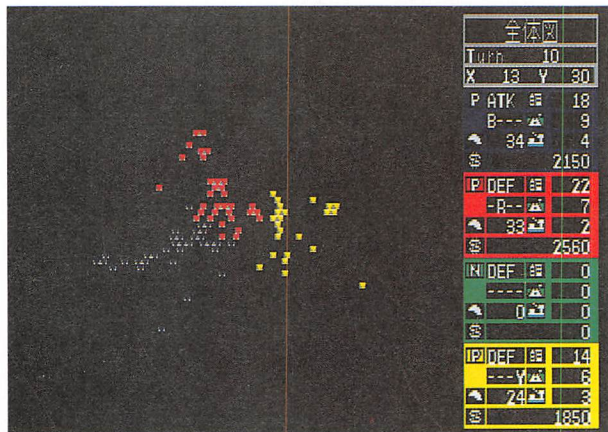 全体図
Turn 10
X 13 Y 30
P ATK 18
B--- 9
34 4
$ 2150
P DEF 22
-R-- 7
33 2
$ 2560
N DEF 0
---- 0
0 0
$ 0
P DEF 14
---Y 6
24 3
$ 1850